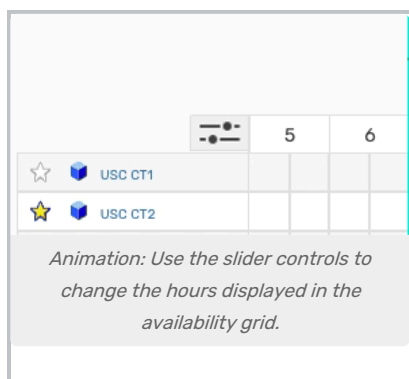 5 6
USC CT1
USC CT2
Animation: Use the slider controls to
change the hours displayed in the
availability grid.